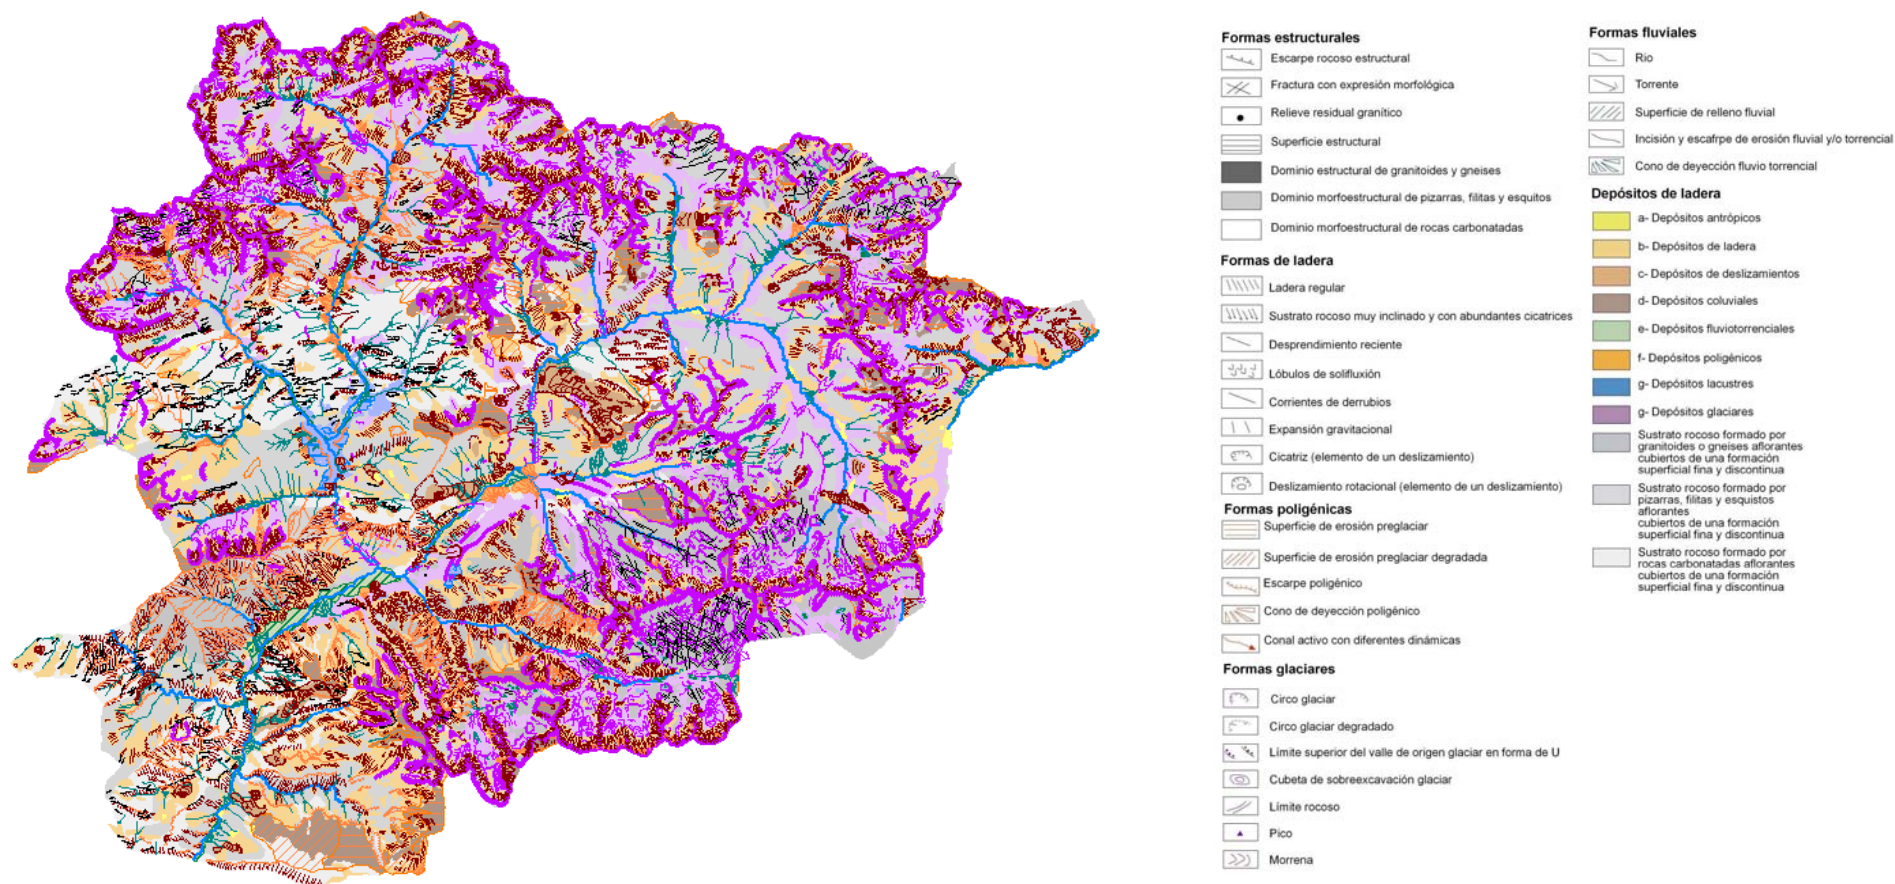 Formas estructurales
Escarpe rocoso estructural
Fractura con expresión morfológica
Relieve residual granítico
Superficie estructural
Dominio estructural de granitoides y gneises
Dominio morfoestructural de pizarras, filitas y esquitos
Dominio morfoestructural de rocas carbonatadas
Formas de ladera
Ladera regular
Sustrato rocoso muy inclinado y con abundantes cicatrices
Desprendimiento reciente
Lóbulos de solifluxión
Corrientes de derrubios
Expansión gravitacional
Cicatriz (elemento de un deslizamiento)
Deslizamiento rotacional (elemento de un deslizamiento)
Formas poligénicas
Superficie de erosión preglaciar
Superficie de erosión preglaciar degradada
Escarpe poligénico
Cono de deyección poligénico
Conal activo con diferentes dinámicas
Formas glaciares
Circo glaciar
Circo glaciar degradado
Límite superior del valle de origen glaciar en forma de U
Cubeta de sobreexcavación glaciar
Límite rocoso
Pico
Morrena
Formas fluviales
Rio
Torrente
Superficie de relleno fluvial
Incisión y escafrpe de erosión fluvial y/o torrencial
Cono de deyección fluvio torrencial
Depósitos de ladera
a- Depósitos antrópicos
b- Depósitos de ladera
c- Depósitos de deslizamientos
d- Depósitos coluviales
e- Depósitos fluviotorrenciales
f- Depósitos poligénicos
g- Depósitos lacustres
g- Depósitos glaciares
Sustrato rocoso formado por
granitoides o gneises aflorantes
cubiertos de una formación
superficial fina y discontinua
Sustrato rocoso formado por
pizarras, filitas y esquistos
aflorantes
cubiertos de una formación
superficial fina y discontinua
Sustrato rocoso formado por
rocas carbonatadas aflorantes
cubiertos de una formación
superficial fina y discontinua